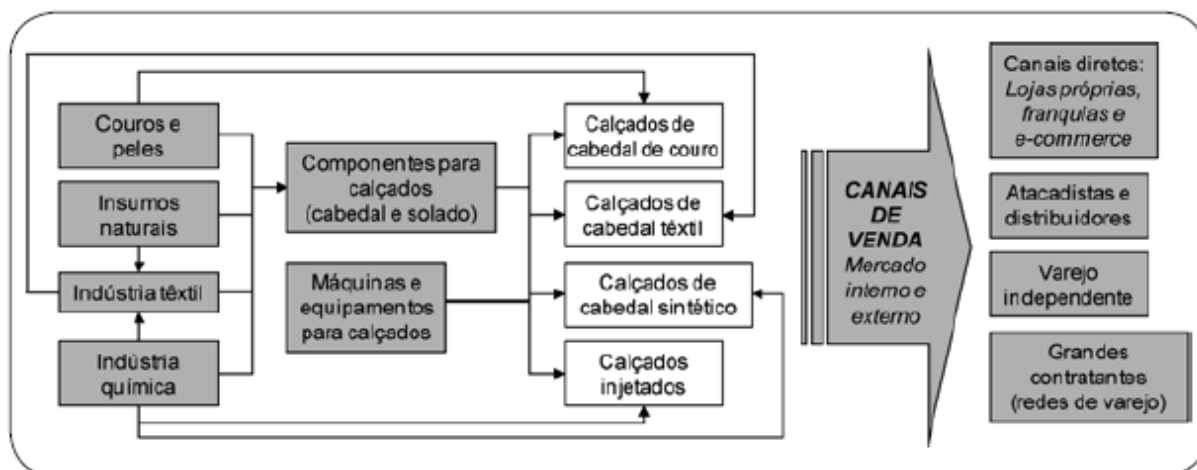 Couros e
peles
Insumos
naturais
Indústria têxtil
Indústria
química
Componentes para
calçados
(cabedal e solado)
Máquinas e
equipamentos
para calçados
Calçados de
cabedal de couro
Calçados de
cabedal têxtil
Calçados de
cabedal sintético
Calçados
injetados
CANAIS
DE
VENDA
Mercado
interno e
externo
Canais diretos:
Lojas próprias,
franquias e
e-commerce
Atacadistas e
distribuidores
Varejo
independente
Grandes
contratantes
(redes de varejo)